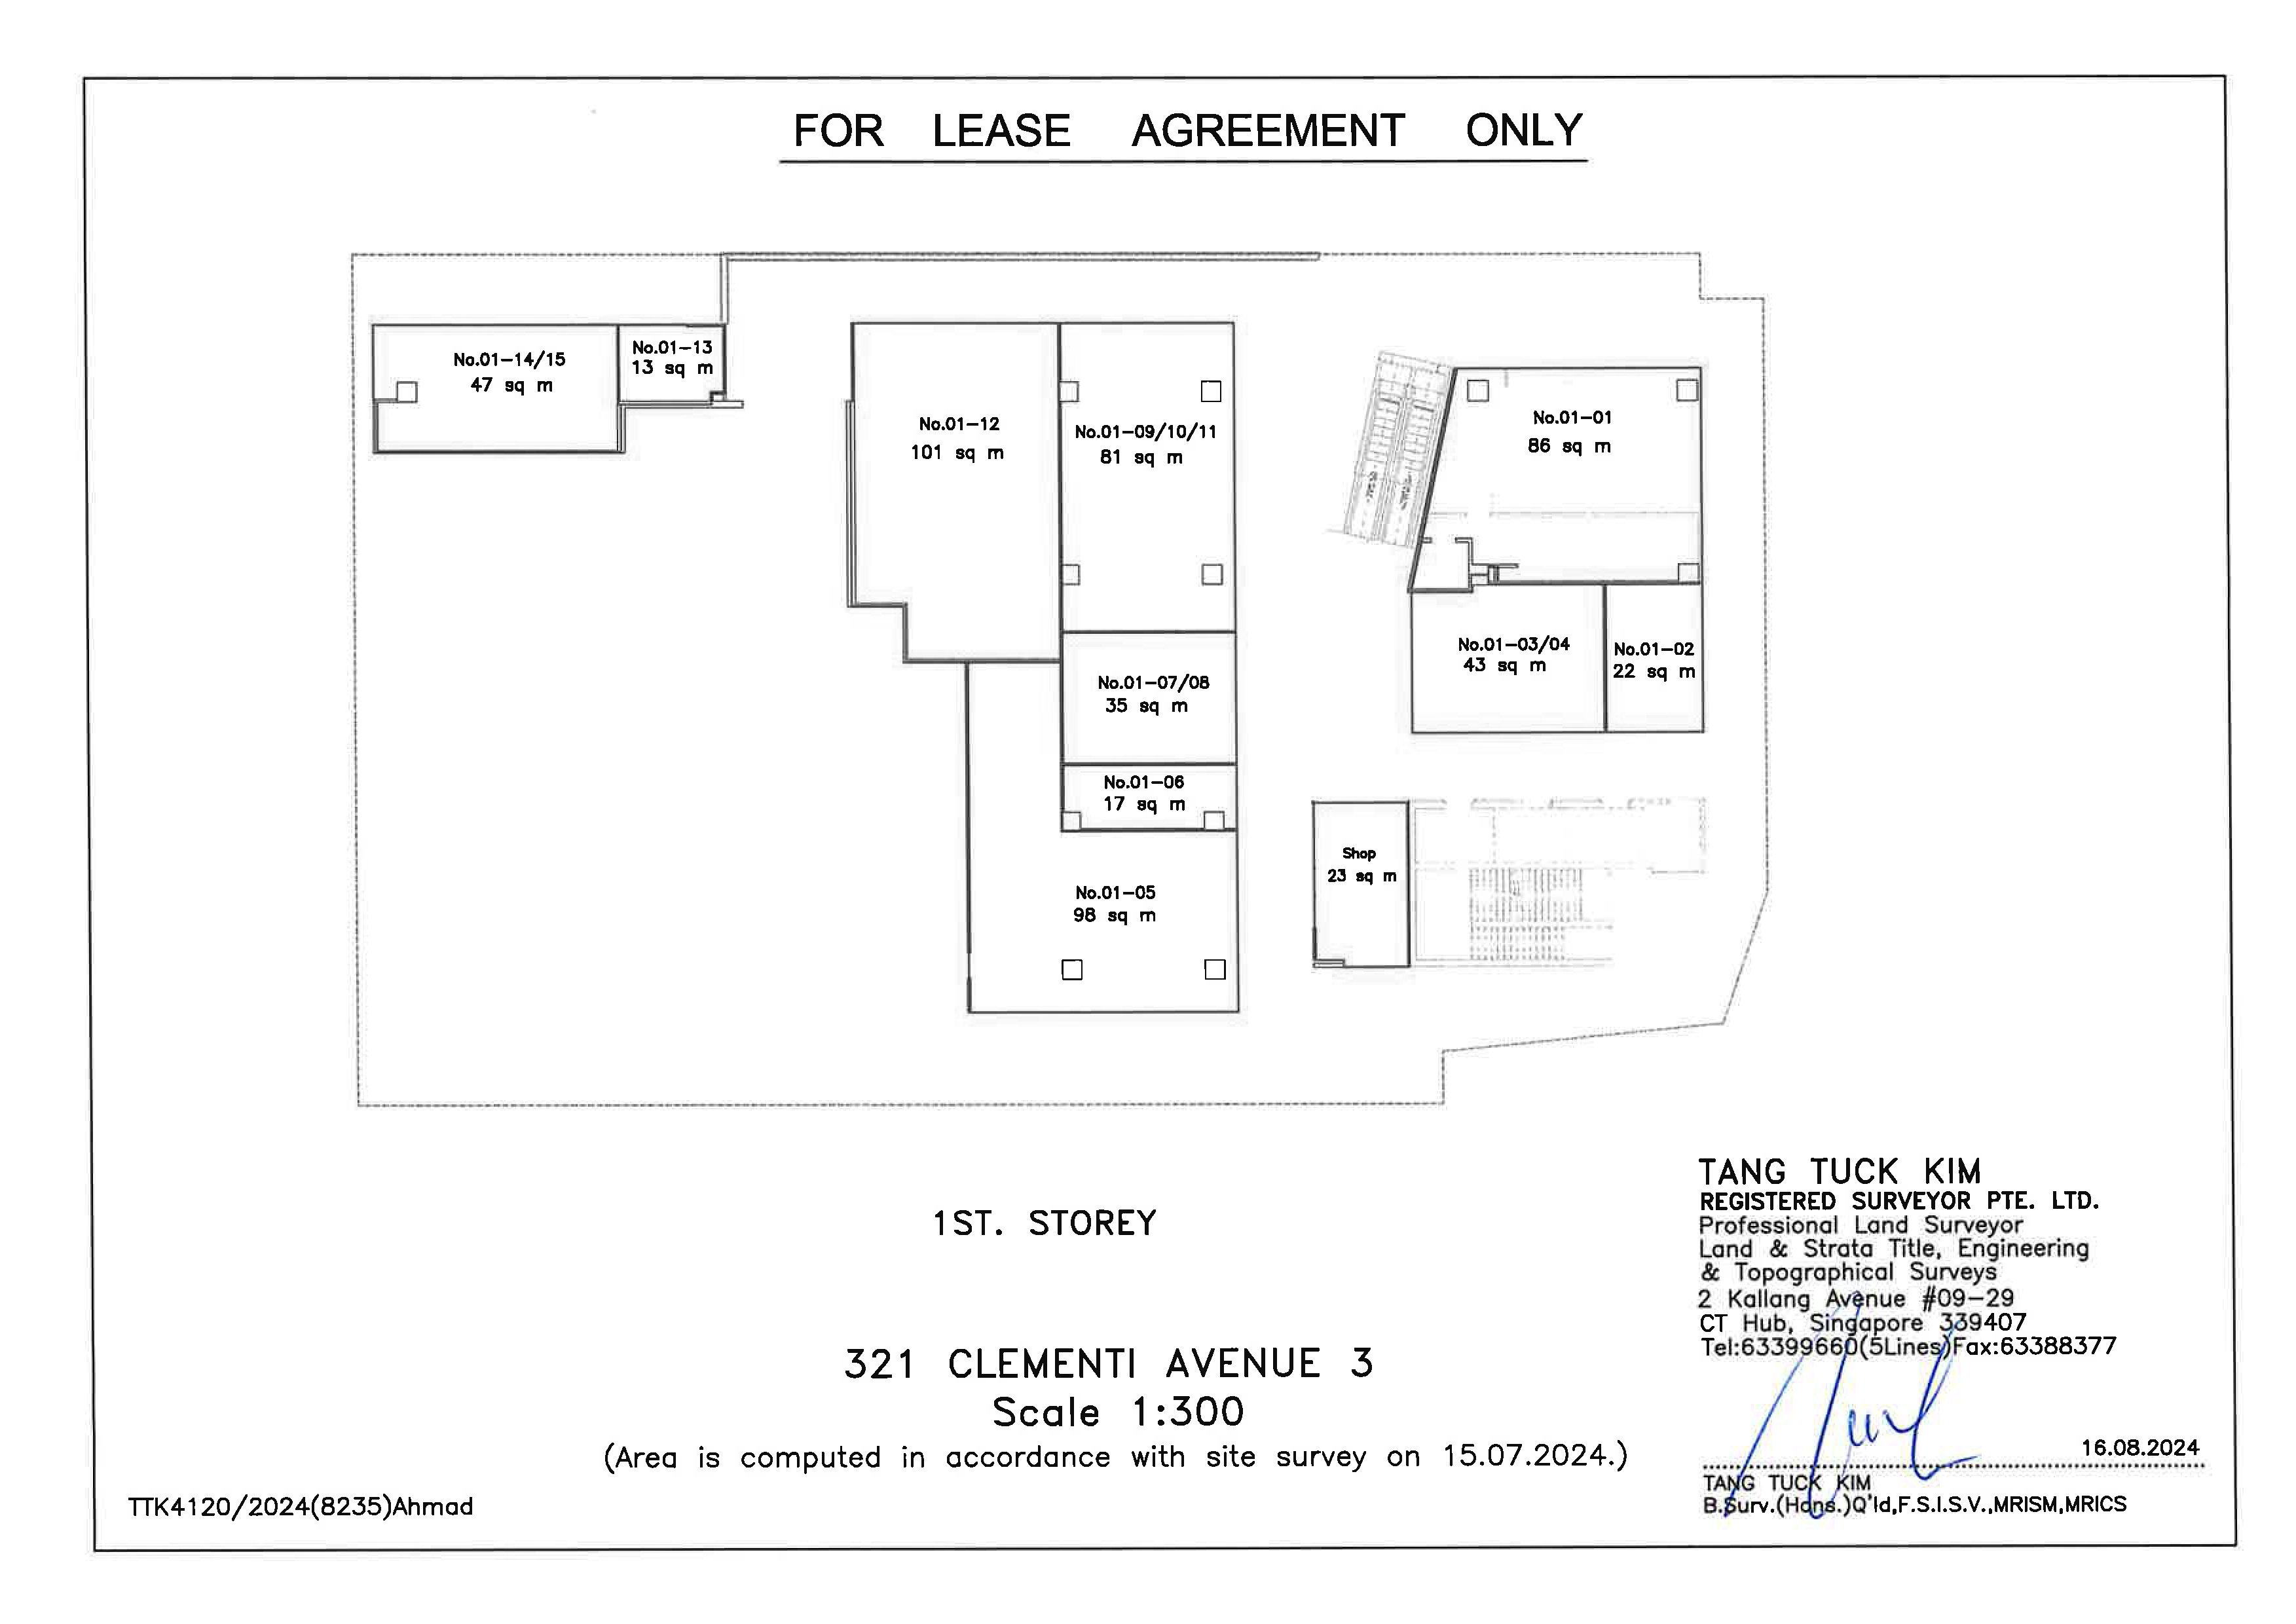 FOR LEASE AGREEMENT ONLY
No.01-14/15
47 sq m
No.01-13
13 sq m
No.01-12
101 sq m
No.01-09/10/11
81 sq m
No.01-01
86 sq m
No.01-03/04
43 sq m
No.01-02
22 sq m
No.01-07/08
35 sq m
No.01-06
17 sq m
Shop
23 sq m
No.01-05
98 sq m
1ST. STOREY
321 CLEMENTI AVENUE 3
Scale 1:300
(Area is computed in accordance with site survey on 15.07.2024.)
TTK4120/2024(8235)Ahmad
TANG TUCK KIM
REGISTERED SURVEYOR PTE. LTD.
Professional Land Surveyor
Land & Strata Title, Engineering
& Topographical Surveys
2 Kallang Avenue #09-29
CT Hub, Singapore 339407
Tel:63399660(5Lines)Fax:63388377
16.08.2024
TANG TUCK KIM
B.Surv.(Hons.)Q'ld,F.S.I.S.V.,MRISM,MRICS